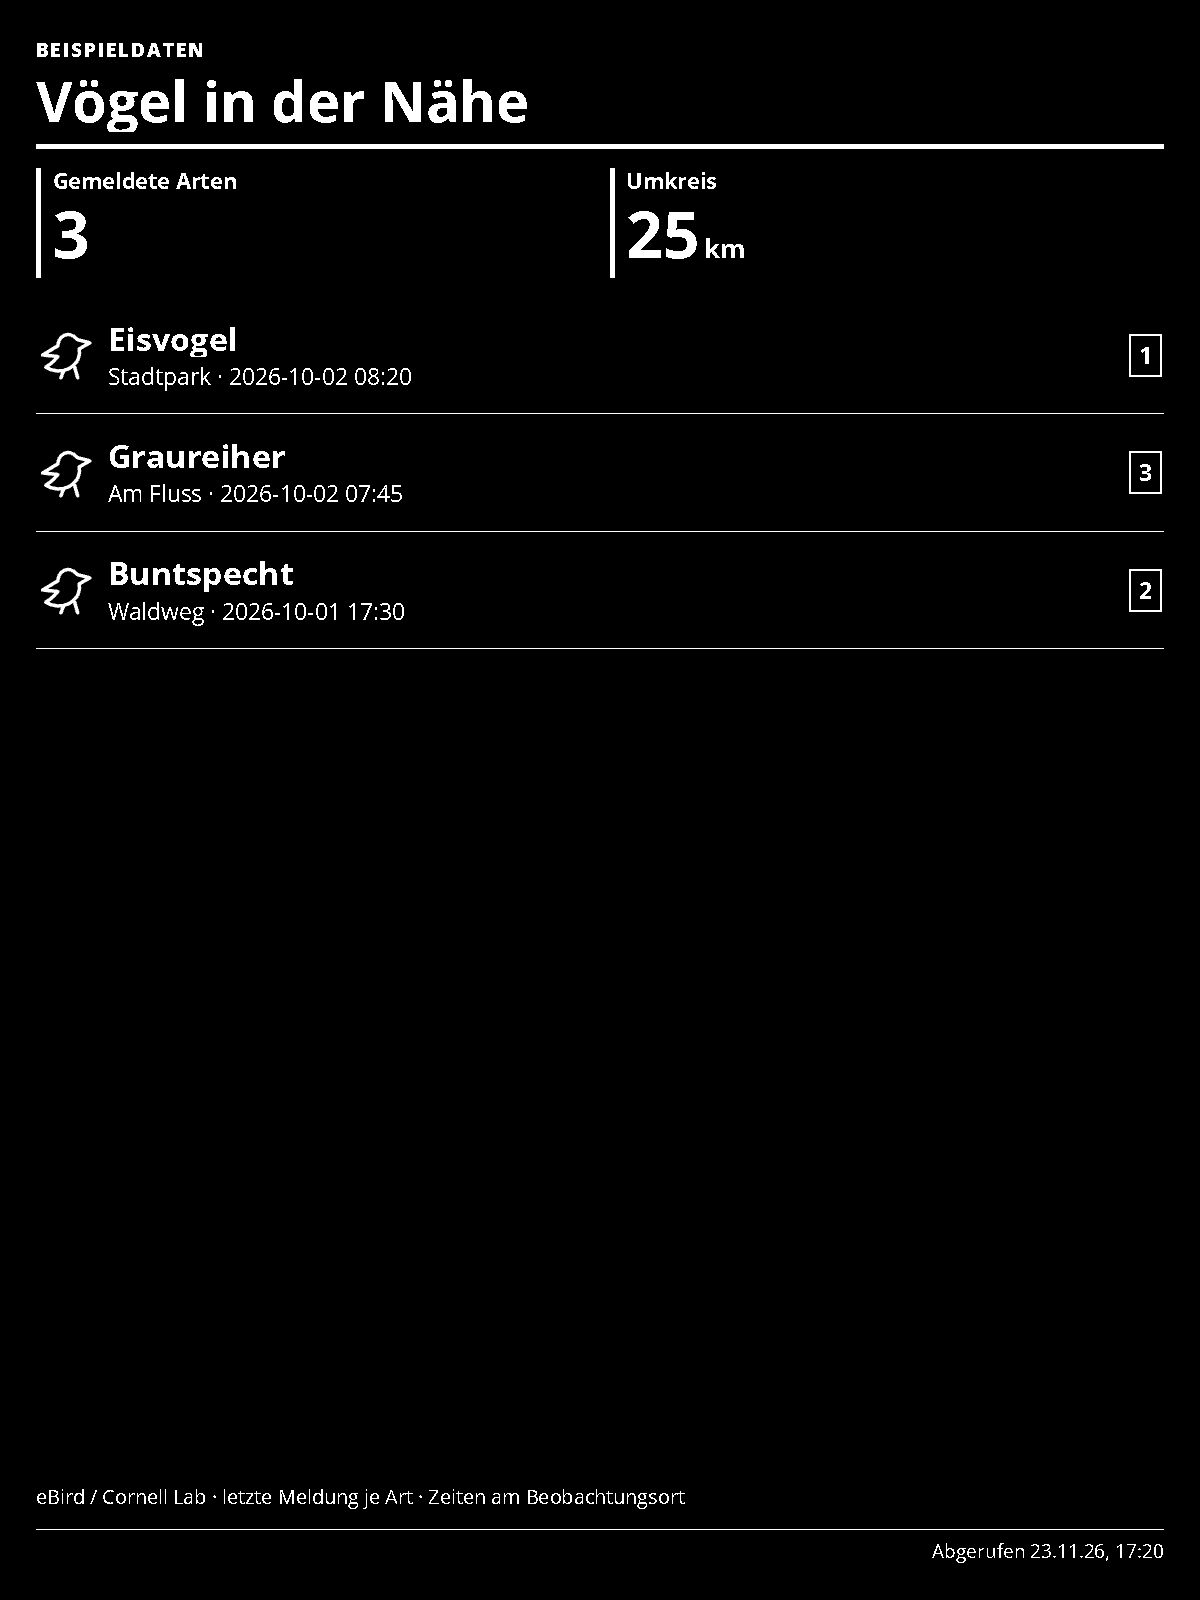 BEISPIELDATEN
Vögel in der Nähe
Gemeldete Arten
3
Umkreis
25 km
Eisvogel
Stadtpark · 2026-10-02 08:20
1
Graureiher
Am Fluss · 2026-10-02 07:45
3
Buntspecht
Waldweg · 2026-10-01 17:30
2
eBird / Cornell Lab · letzte Meldung je Art · Zeiten am Beobachtungsort
Abgerufen 23.11.26, 17:20